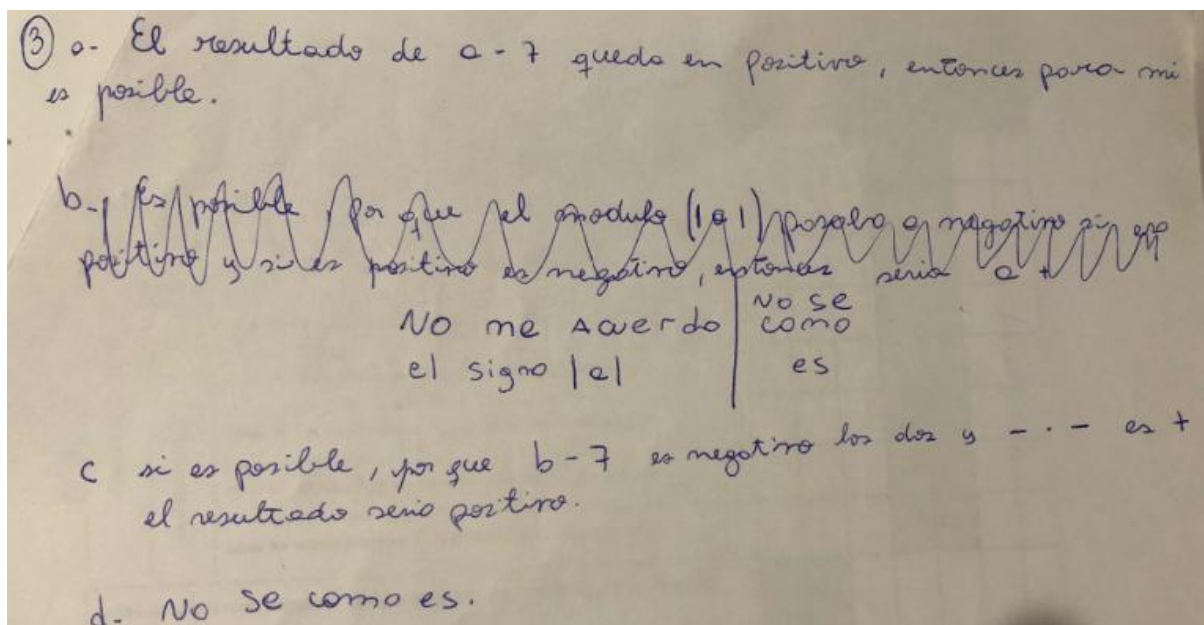 ③ a- El resultado de a - 7 queda en positivo, entonces para mi
es posible.
b- Es posible, por que el modulo (|a|) pasaba a negativo si era
positivo y si es positivo es negativo, entonces seria a +
NO me Acuerdo | NO se
como
el signo |a| | es
c si es posible, por que b - 7 es negativo los dos y - · - es +
el resultado seria positivo.
d- NO se como es.